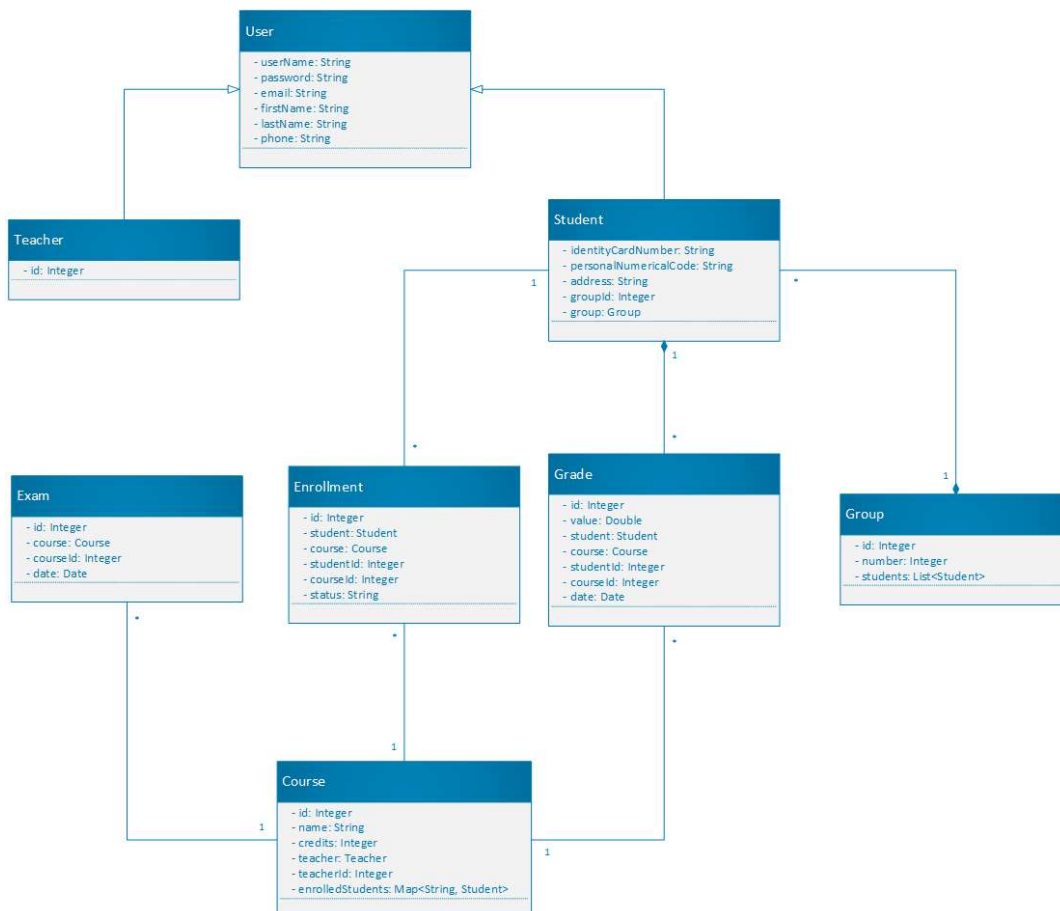 User
- userName: String
- password: String
- email: String
- firstName: String
- lastName: String
- phone: String
Teacher
- id: Integer
Student
- identityCardNumber: String
- personalNumericalCode: String
- address: String
- groupId: Integer
- group: Group
1
*
1
*
*
Exam
- id: Integer
- course: Course
- courseId: Integer
- date: Date
*
Enrollment
- id: Integer
- student: Student
- course: Course
- studentId: Integer
- courseId: Integer
- status: String
*
Grade
- id: Integer
- value: Double
- student: Student
- course: Course
- studentId: Integer
- courseId: Integer
- date: Date
*
1
Group
- id: Integer
- number: Integer
- students: List<Student>
1
Course
- id: Integer
- name: String
- credits: Integer
- teacher: Teacher
- teacherId: Integer
- enrolledStudents: Map<String, Student>
1
1